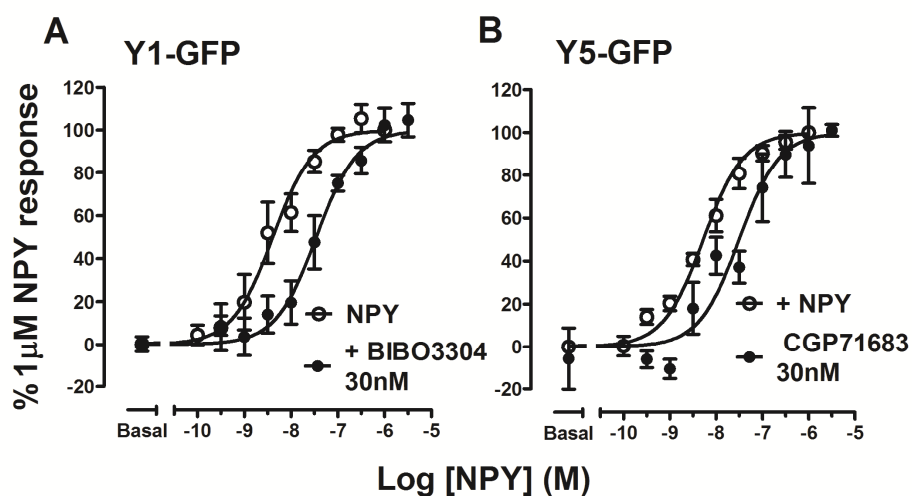 A
Y1-GFP
B
Y5-GFP
% 1µM NPY response
120
100
80
60
40
20
0
-20
NPY
+ BIBO3304
30nM
Basal -10 -9 -8 -7 -6 -5
120
100
80
60
40
20
0
-20
+ NPY
CGP71683
30nM
Basal -10 -9 -8 -7 -6 -5
Log [NPY] (M)